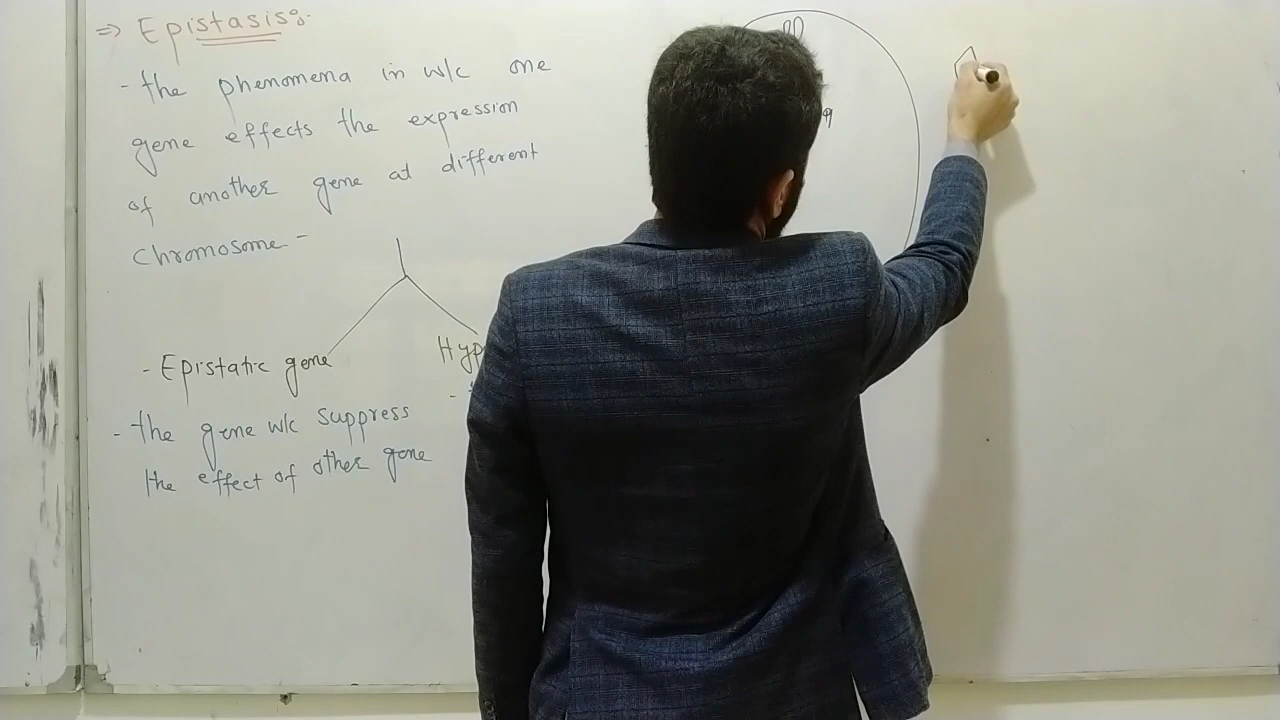 ⇒ Epistasis:-
- the phenomena in w/c one
gene effects the expression
of another gene at different
chromosome -
- Epistatic gene
- the gene w/c suppress
the effect of other gene
Hyp